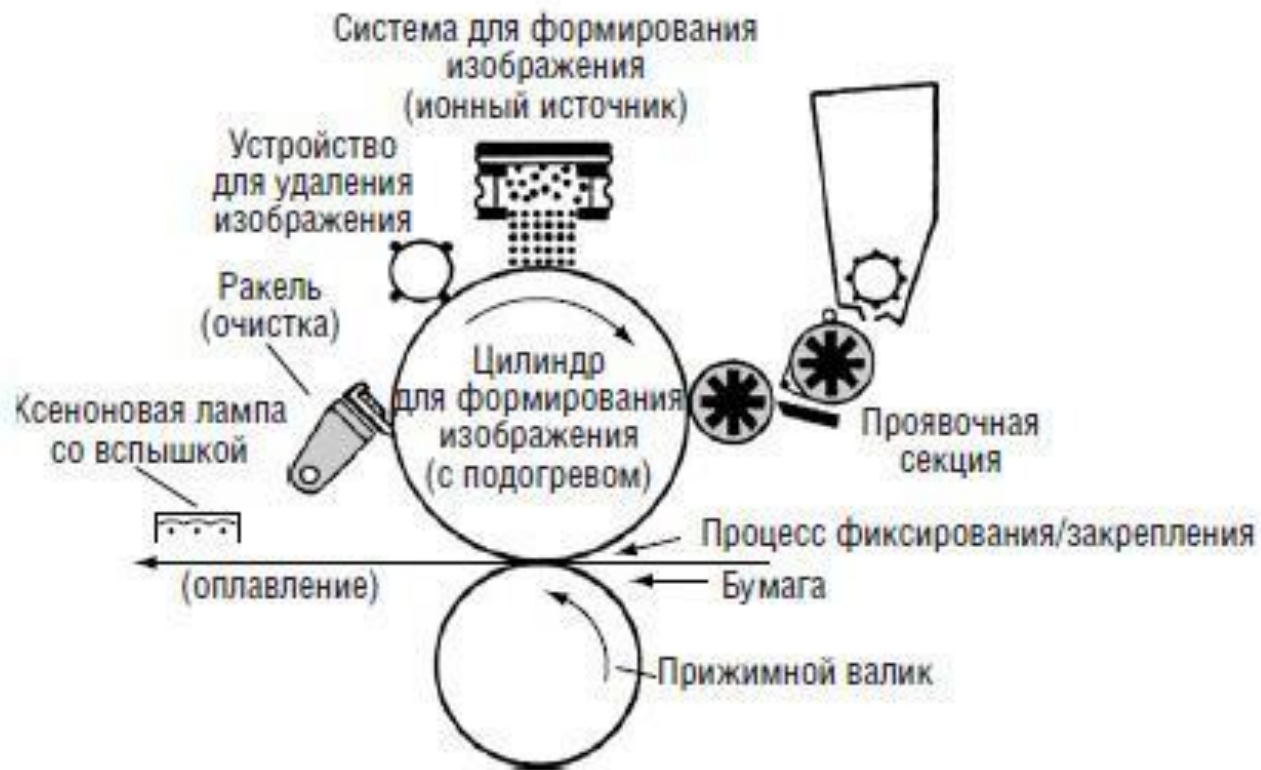 Система для формирования
изображения
(ионный источник)
Устройство
для удаления
изображения
Ракель
(очистка)
Ксеноновая лампа
со вспышкой
Цилиндр
для формирования
изображения
(с подогревом)
Проявочная
секция
Процесс фиксирования/закрепления
(оплавление)
Бумага
Прижимной валик